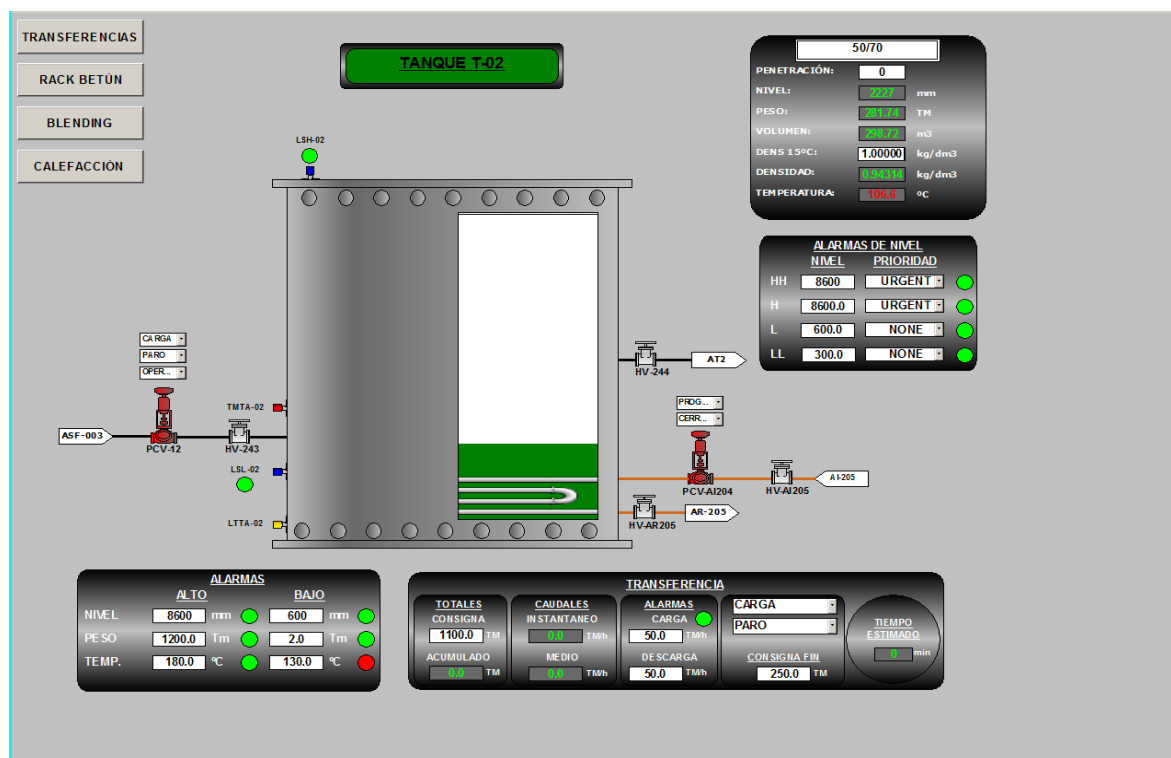 TRANSFERENCIAS
RACK BETÚN
BLENDING
CALEFACCIÓN
TANQUE T-02
50/70
PENETRACIÓN: 0
NIVEL: 2227 mm
PESO: 281.74 TM
VOLUMEN: 298.72 m3
DENS 15ºC: 1.00000 kg/dm3
DENSIDAD: 0.94314 kg/dm3
TEMPERATURA: 106.6 ºC
ALARMAS DE NIVEL
NIVEL PRIORIDAD
HH 8600 URGENT
H 8600.0 URGENT
L 600.0 NONE
LL 300.0 NONE
LSH-02
CARGA
PARO
OPER...
TMTA-02
ASF-003
PCV-12
HV-243
LSL-02
LTTA-02
HV-244
AT2
PROG...
CERR...
PCV-AI204
HV-AI205
AI-205
HV-AR205
AR-205
ALARMAS
ALTO BAJO
NIVEL 8600 mm 600 mm
PESO 1200.0 Tm 2.0 Tm
TEMP. 180.0 ºC 130.0 ºC
TRANSFERENCIA
TOTALES
CONSIGNA
1100.0 TM
ACUMULADO
0.0 TM
CAUDALES
INSTANTANEO
0.0 TM/h
MEDIO
0.0 TM/h
ALARMAS
CARGA
50.0 TM/h
DESCARGA
50.0 TM/h
CARGA
PARO
CONSIGNA FIN
250.0 TM
TIEMPO
ESTIMADO
0 min